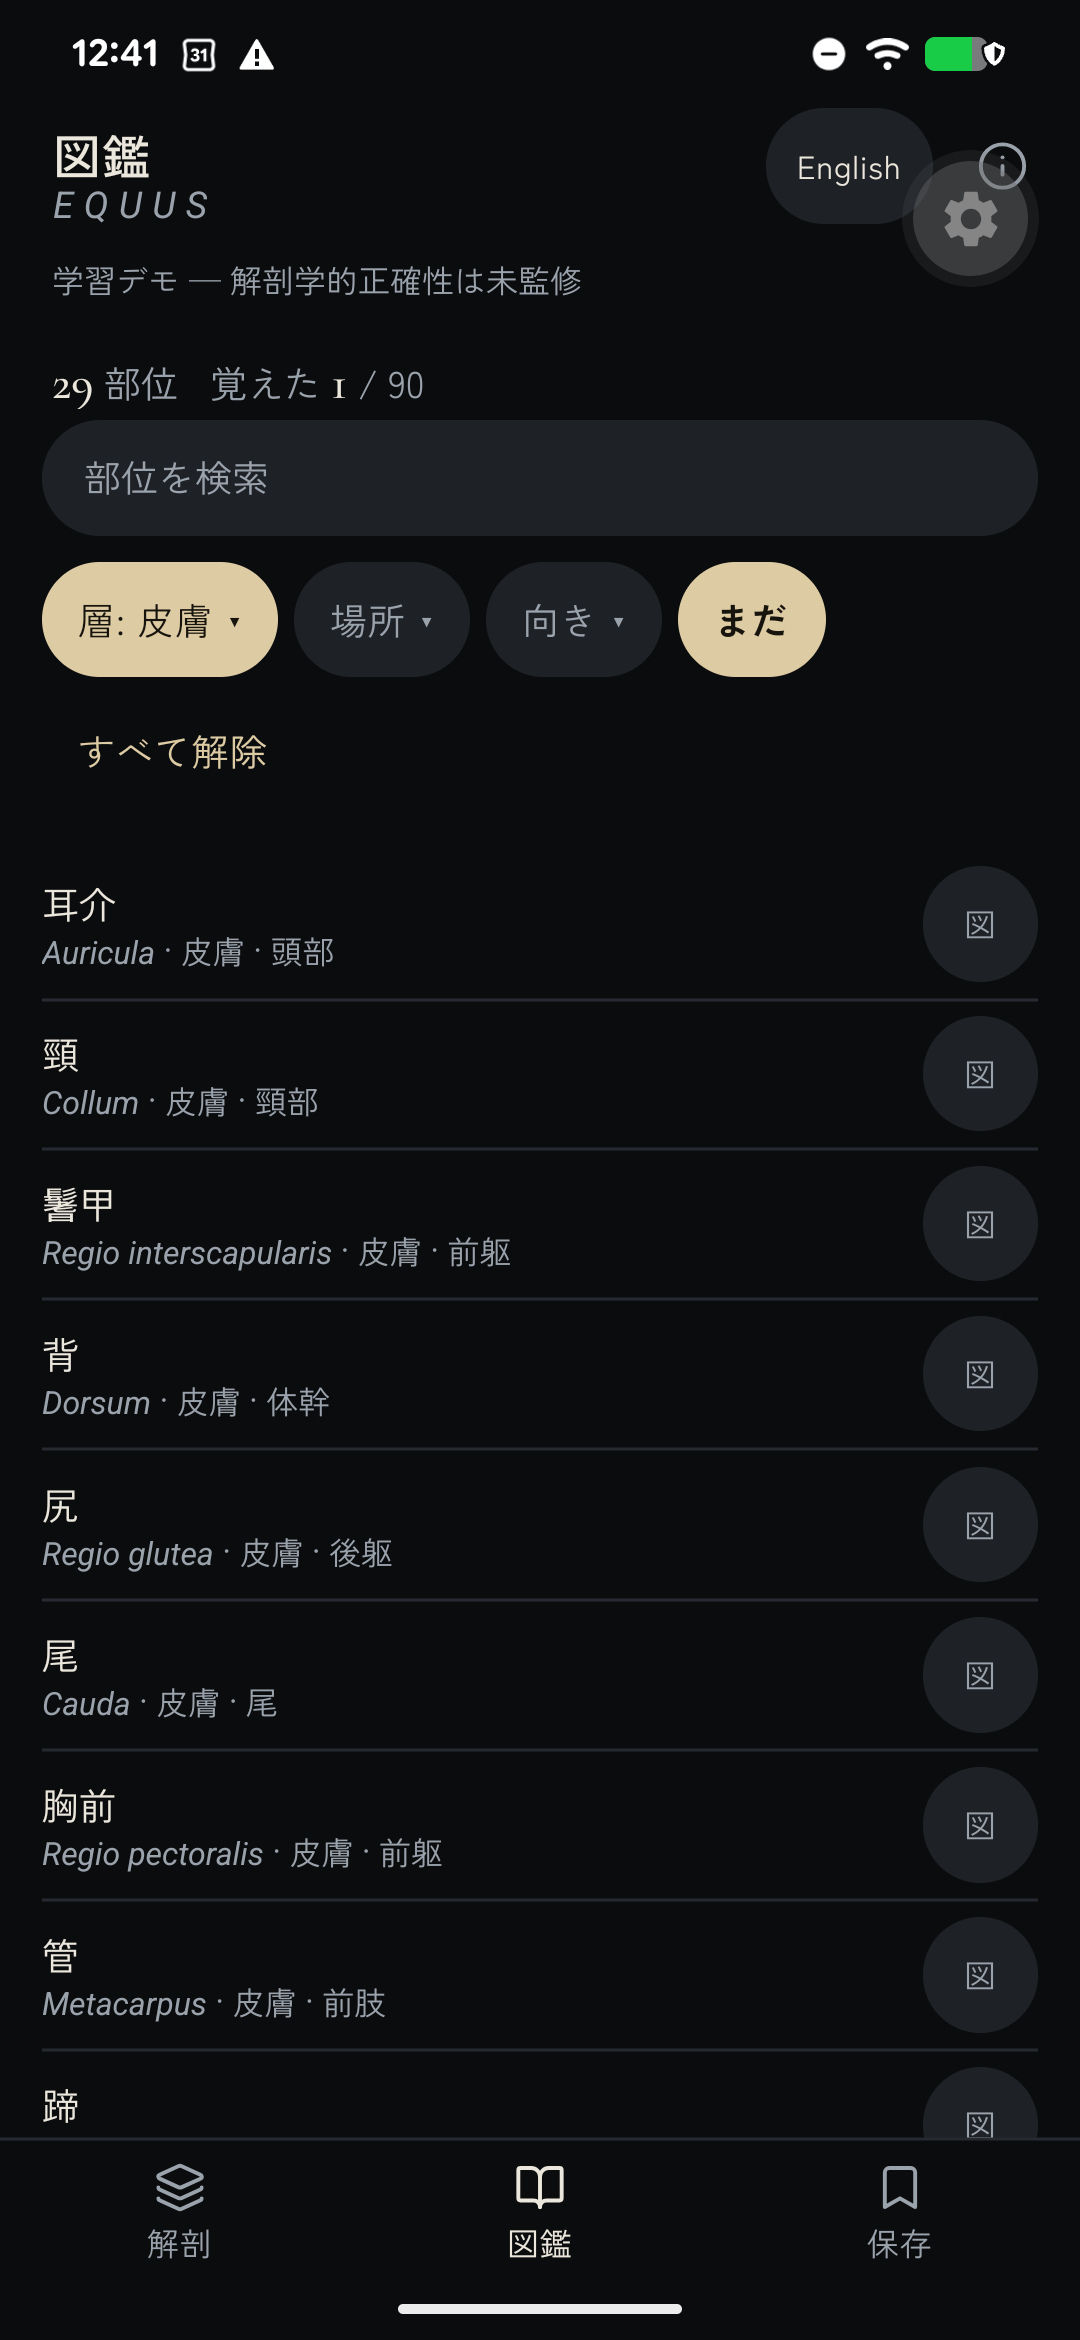 12:41 31
図鑑
English
EQUUS
学習デモ — 解剖学的正確性は未監修
29 部位 覚えた 1 / 90
部位を検索
層: 皮膚 ▾ 場所 ▾ 向き ▾ まだ
すべて解除
耳介
Auricula · 皮膚 · 頭部
図
頸
Collum · 皮膚 · 頸部
図
鬐甲
Regio interscapularis · 皮膚 · 前躯
図
背
Dorsum · 皮膚 · 体幹
図
尻
Regio glutea · 皮膚 · 後躯
図
尾
Cauda · 皮膚 · 尾
図
胸前
Regio pectoralis · 皮膚 · 前躯
図
管
Metacarpus · 皮膚 · 前肢
図
蹄
図
解剖 図鑑 保存